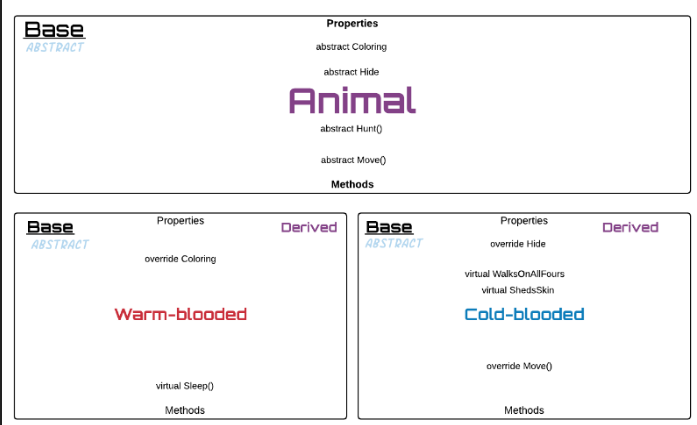 Base
ABSTRACT
Properties
abstract Coloring
abstract Hide
Animal
abstract Hunt()
abstract Move()
Methods
Base
ABSTRACT
Properties
Derived
override Coloring
Warm-blooded
virtual Sleep()
Methods
Base
ABSTRACT
Properties
Derived
override Hide
virtual WalksOnAllFours
virtual ShedsSkin
Cold-blooded
override Move()
Methods